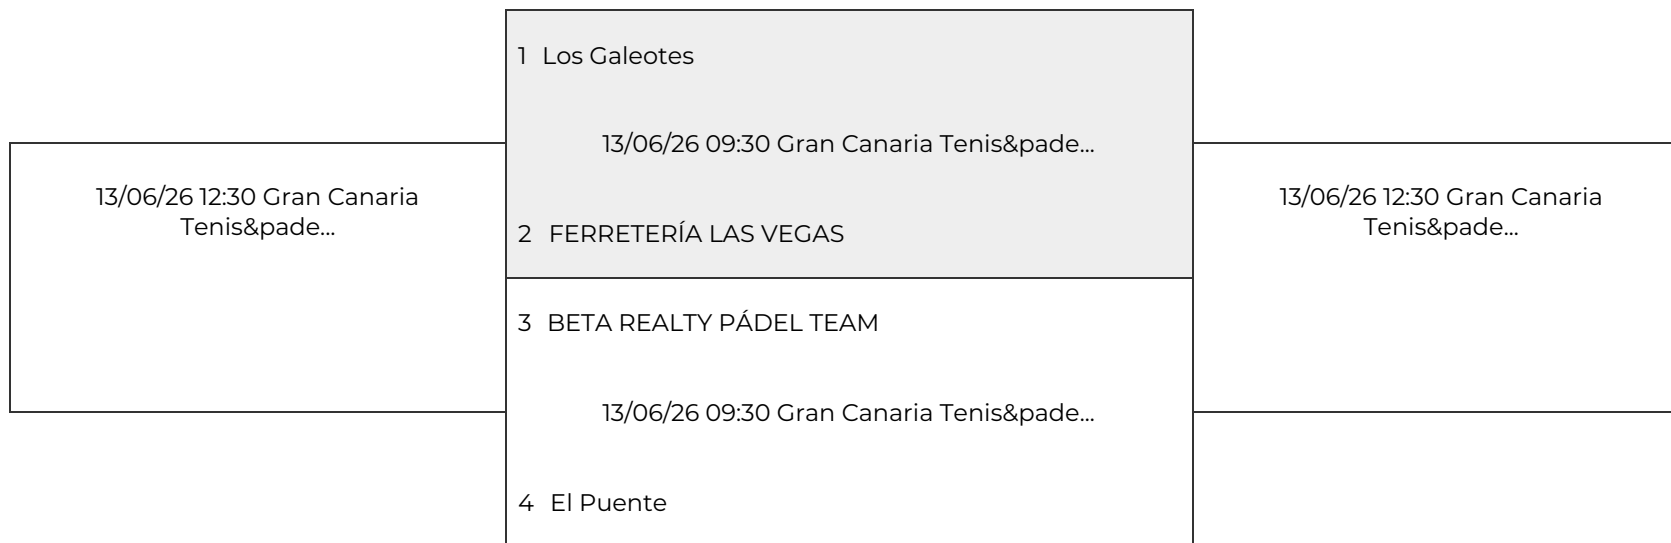 1 Los Galeotes
13/06/26 09:30 Gran Canaria Tenis&pade...
2 FERRETERÍA LAS VEGAS
3 BETA REALTY PÁDEL TEAM
13/06/26 09:30 Gran Canaria Tenis&pade...
4 El Puente
13/06/26 12:30 Gran Canaria
Tenis&pade...
13/06/26 12:30 Gran Canaria
Tenis&pade...